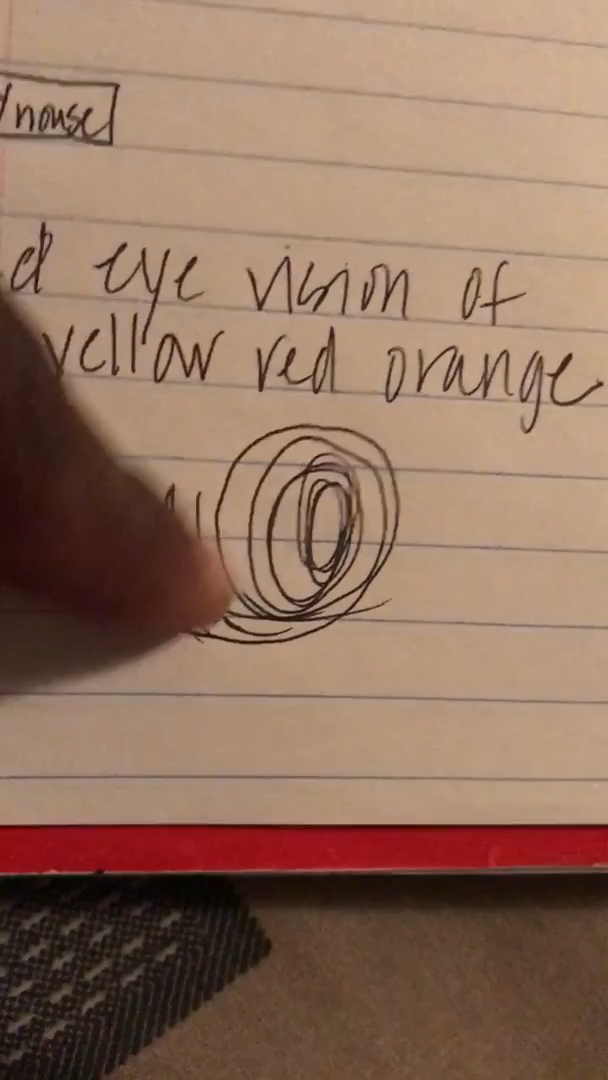 /nouse
d eye vision of
yellow red orange